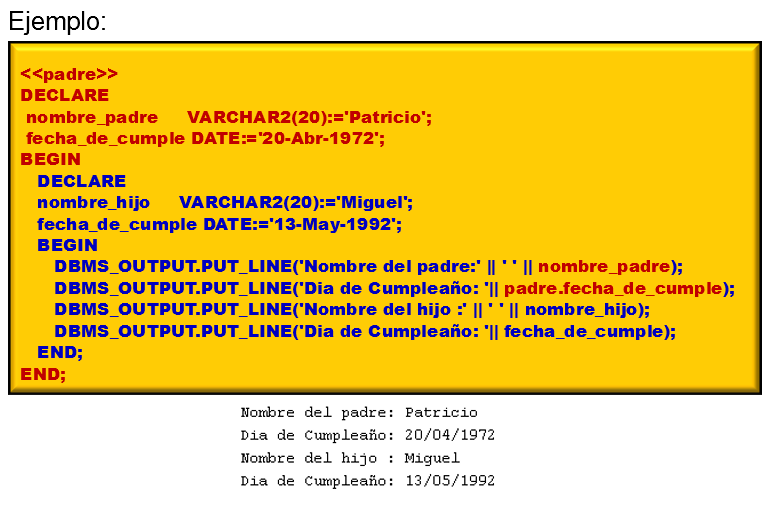 Ejemplo:
<<padre>>
DECLARE
nombre_padre VARCHAR2(20):='Patricio';
fecha_de_cumple DATE:='20-Abr-1972';
BEGIN
DECLARE
nombre_hijo VARCHAR2(20):='Miguel';
fecha_de_cumple DATE:='13-May-1992';
BEGIN
DBMS_OUTPUT.PUT_LINE('Nombre del padre:' || ' ' || nombre_padre);
DBMS_OUTPUT.PUT_LINE('Dia de Cumpleaño: '|| padre.fecha_de_cumple);
DBMS_OUTPUT.PUT_LINE('Nombre del hijo :' || ' ' || nombre_hijo);
DBMS_OUTPUT.PUT_LINE('Dia de Cumpleaño: '|| fecha_de_cumple);
END;
END;
Nombre del padre: Patricio
Dia de Cumpleaño: 20/04/1972
Nombre del hijo : Miguel
Dia de Cumpleaño: 13/05/1992